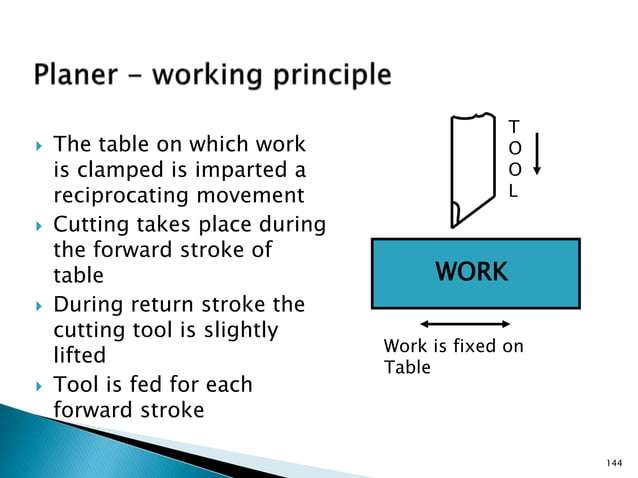 Planer – working principle
The table on which work
is clamped is imparted a
reciprocating movement
Cutting takes place during
the forward stroke of
table
During return stroke the
cutting tool is slightly
lifted
Tool is fed for each
forward stroke
T
O
O
L
WORK
Work is fixed on
Table
144